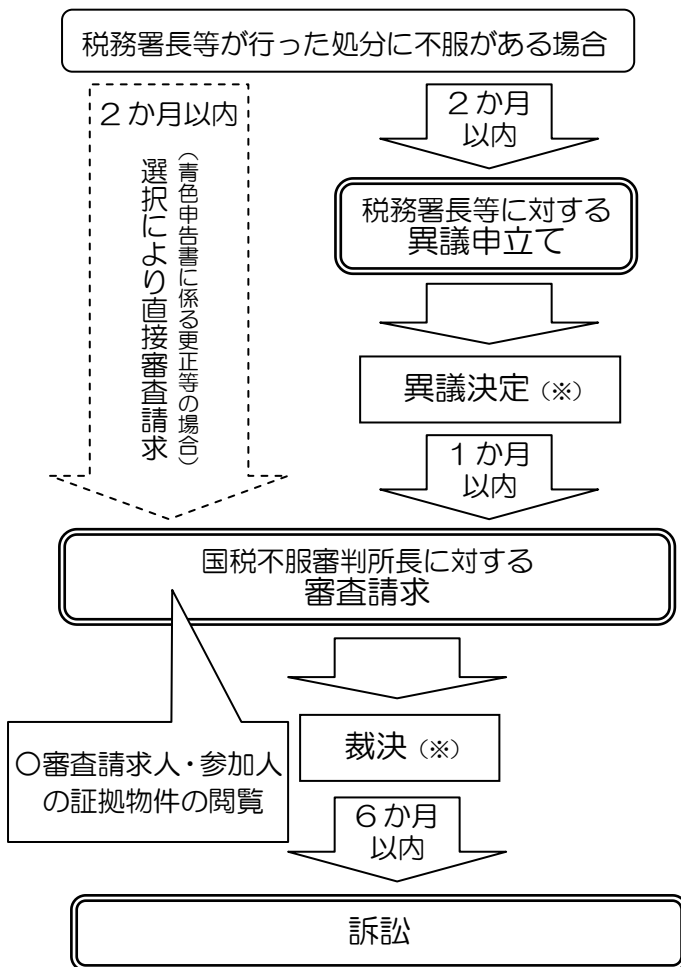 税務署長等が行った処分に不服がある場合
２か月以内
（青色申告書に係る更正等の場合）
選択により直接審査請求
２か月
以内
税務署長等に対する
異議申立て
異議決定（※）
１か月
以内
国税不服審判所長に対する
審査請求
○審査請求人・参加人
の証拠物件の閲覧
裁決（※）
６か月
以内
訴訟